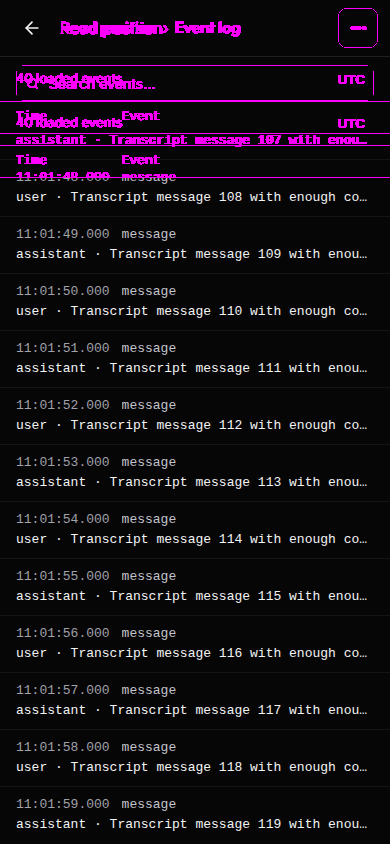 Read position › Event log
40 loaded events UTC
Search events...
Time Event
40 loaded events UTC
assistant · Transcript message 107 with enou…
Time Event
11:01:48.000 message
user · Transcript message 108 with enough co…
11:01:49.000 message
assistant · Transcript message 109 with enou…
11:01:50.000 message
user · Transcript message 110 with enough co…
11:01:51.000 message
assistant · Transcript message 111 with enou…
11:01:52.000 message
user · Transcript message 112 with enough co…
11:01:53.000 message
assistant · Transcript message 113 with enou…
11:01:54.000 message
user · Transcript message 114 with enough co…
11:01:55.000 message
assistant · Transcript message 115 with enou…
11:01:56.000 message
user · Transcript message 116 with enough co…
11:01:57.000 message
assistant · Transcript message 117 with enou…
11:01:58.000 message
user · Transcript message 118 with enough co…
11:01:59.000 message
assistant · Transcript message 119 with enou…